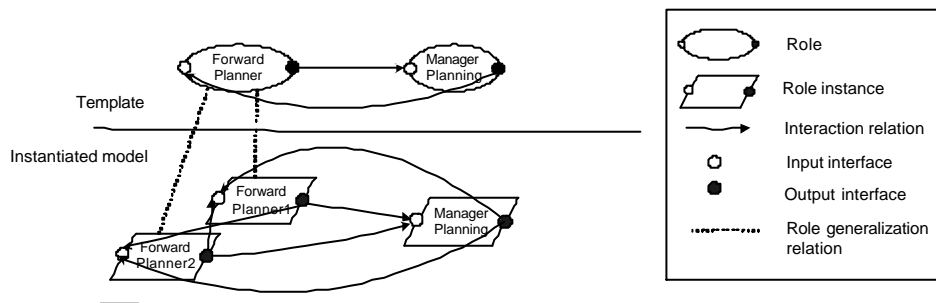 Forward
Planner
Manager
Planning
Template
Instantiated model
Forward
Planner1
Manager
Planning
Forward
Planner2
Role
Role instance
Interaction relation
Input interface
Output interface
Role generalization
relation